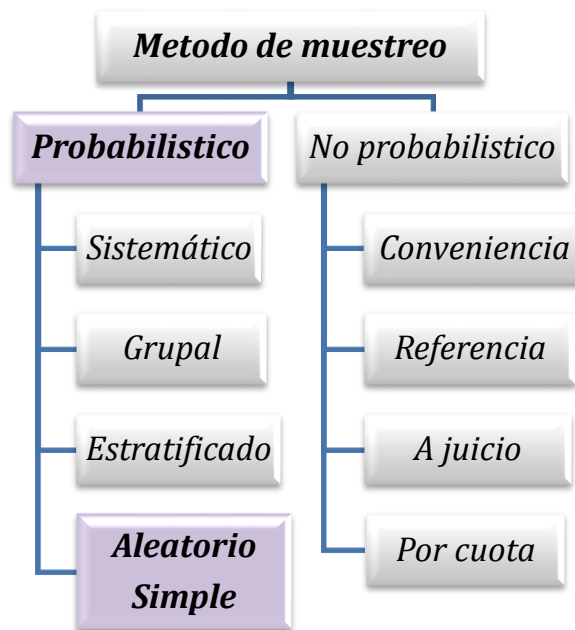 Metodo de muestreo
Probabilistico
No probabilistico
Sistemático
Conveniencia
Grupal
Referencia
Estratificado
A juicio
Aleatorio
Simple
Por cuota